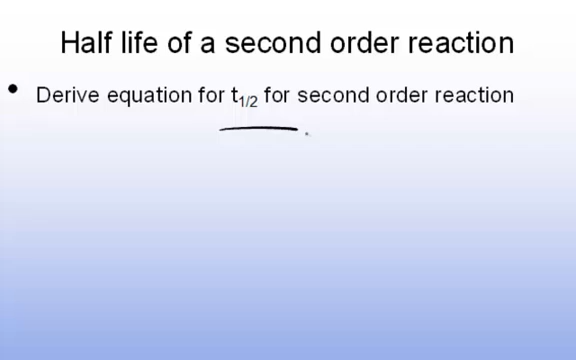 Half life of a second order reaction
• Derive equation for t1/2 for second order reaction